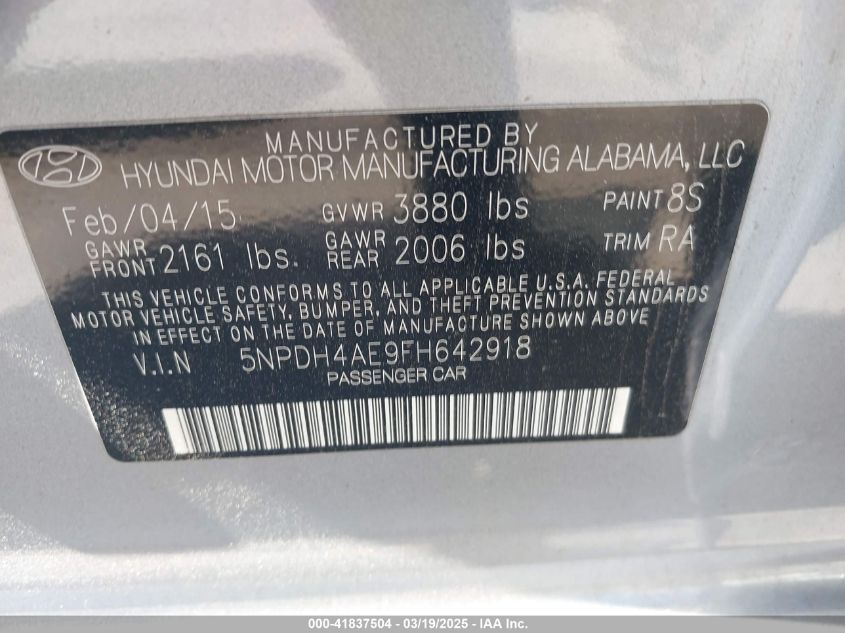 MANUFACTURED BY
HYUNDAI MOTOR MANUFACTURING ALABAMA, LLC
Feb/04/15 GVWR 3880 lbs PAINT 8S
GAWR FRONT 2161 lbs. GAWR REAR 2006 lbs TRIM RA
THIS VEHICLE CONFORMS TO ALL APPLICABLE U.S.A. FEDERAL
MOTOR VEHICLE SAFETY, BUMPER, AND THEFT PREVENTION STANDARDS
IN EFFECT ON THE DATE OF MANUFACTURE SHOWN ABOVE
V.I.N 5NPDH4AE9FH642918
PASSENGER CAR
000-41837504 - 03/19/2025 - IAA Inc.